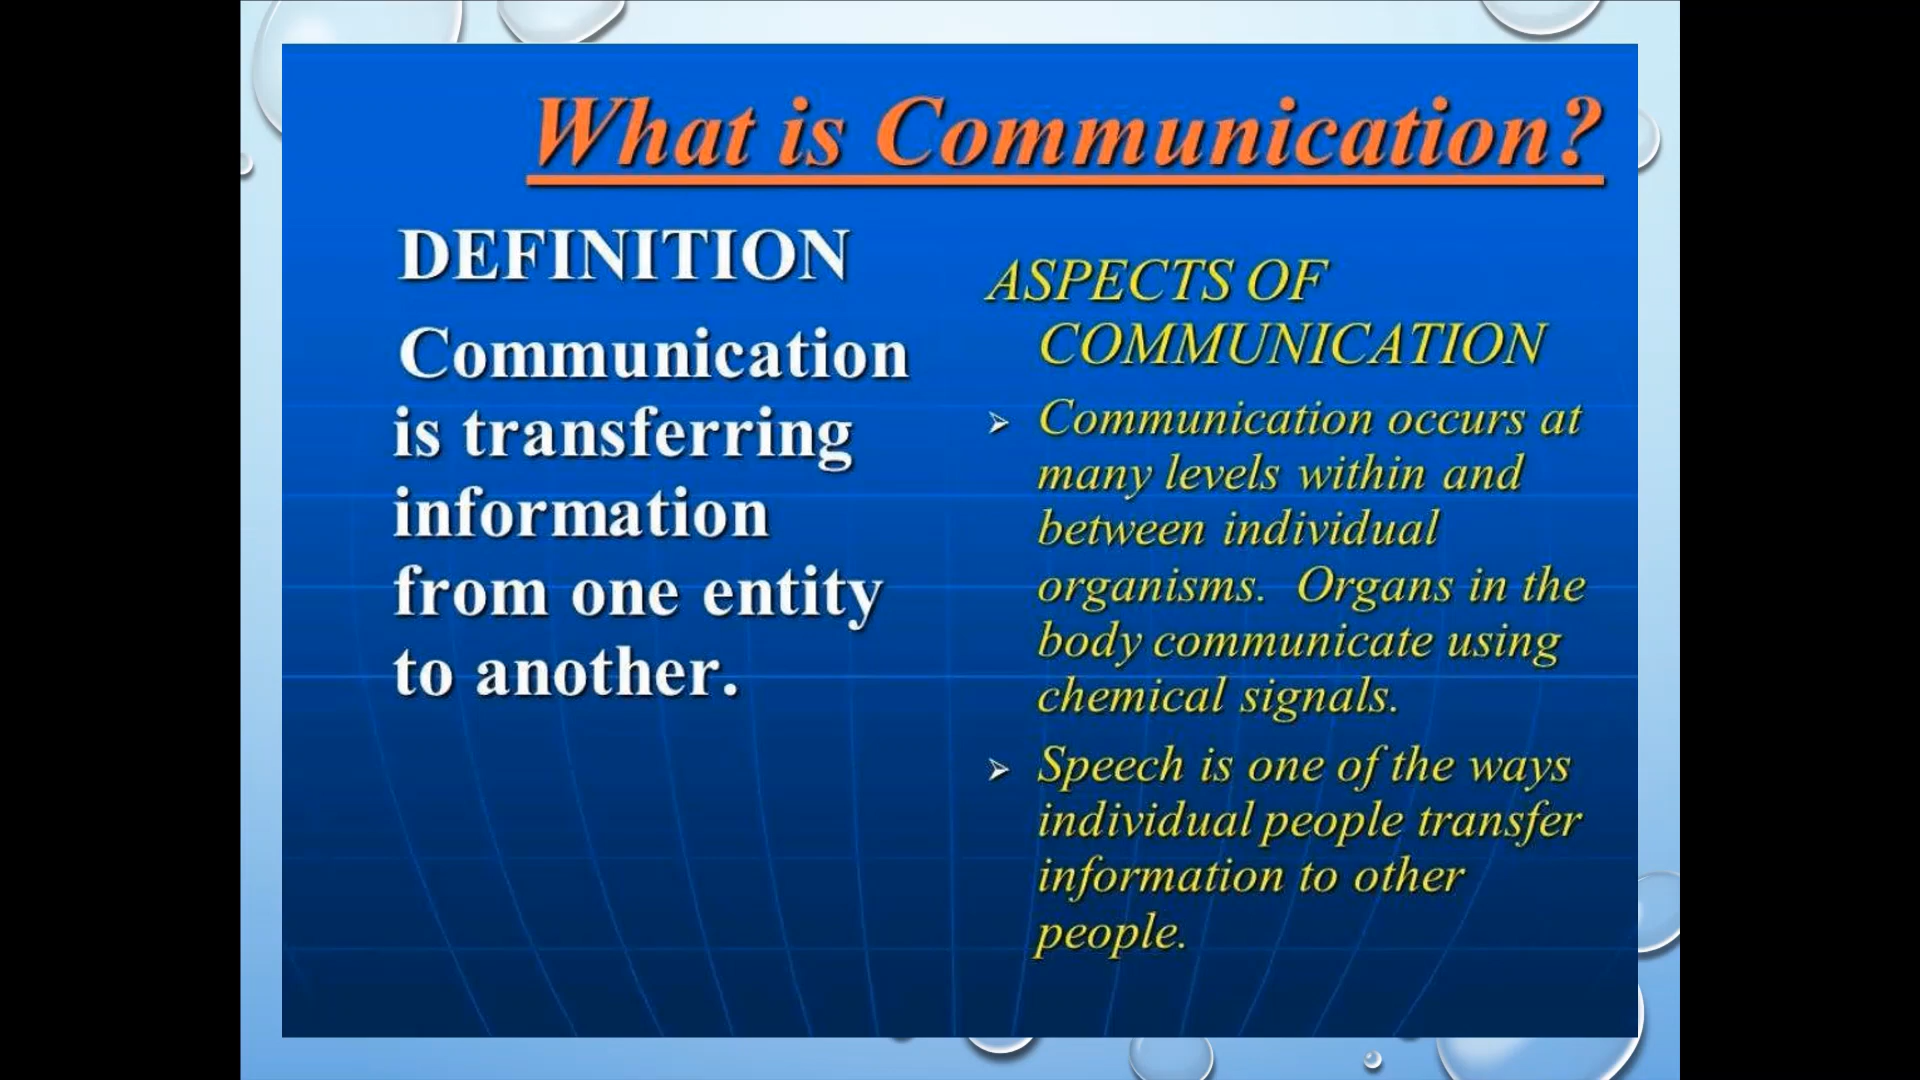 What is Communication?
DEFINITION
Communication
is transferring
information
from one entity
to another.
ASPECTS OF
COMMUNICATION
➢ Communication occurs at
many levels within and
between individual
organisms. Organs in the
body communicate using
chemical signals.
➢ Speech is one of the ways
individual people transfer
information to other
people.